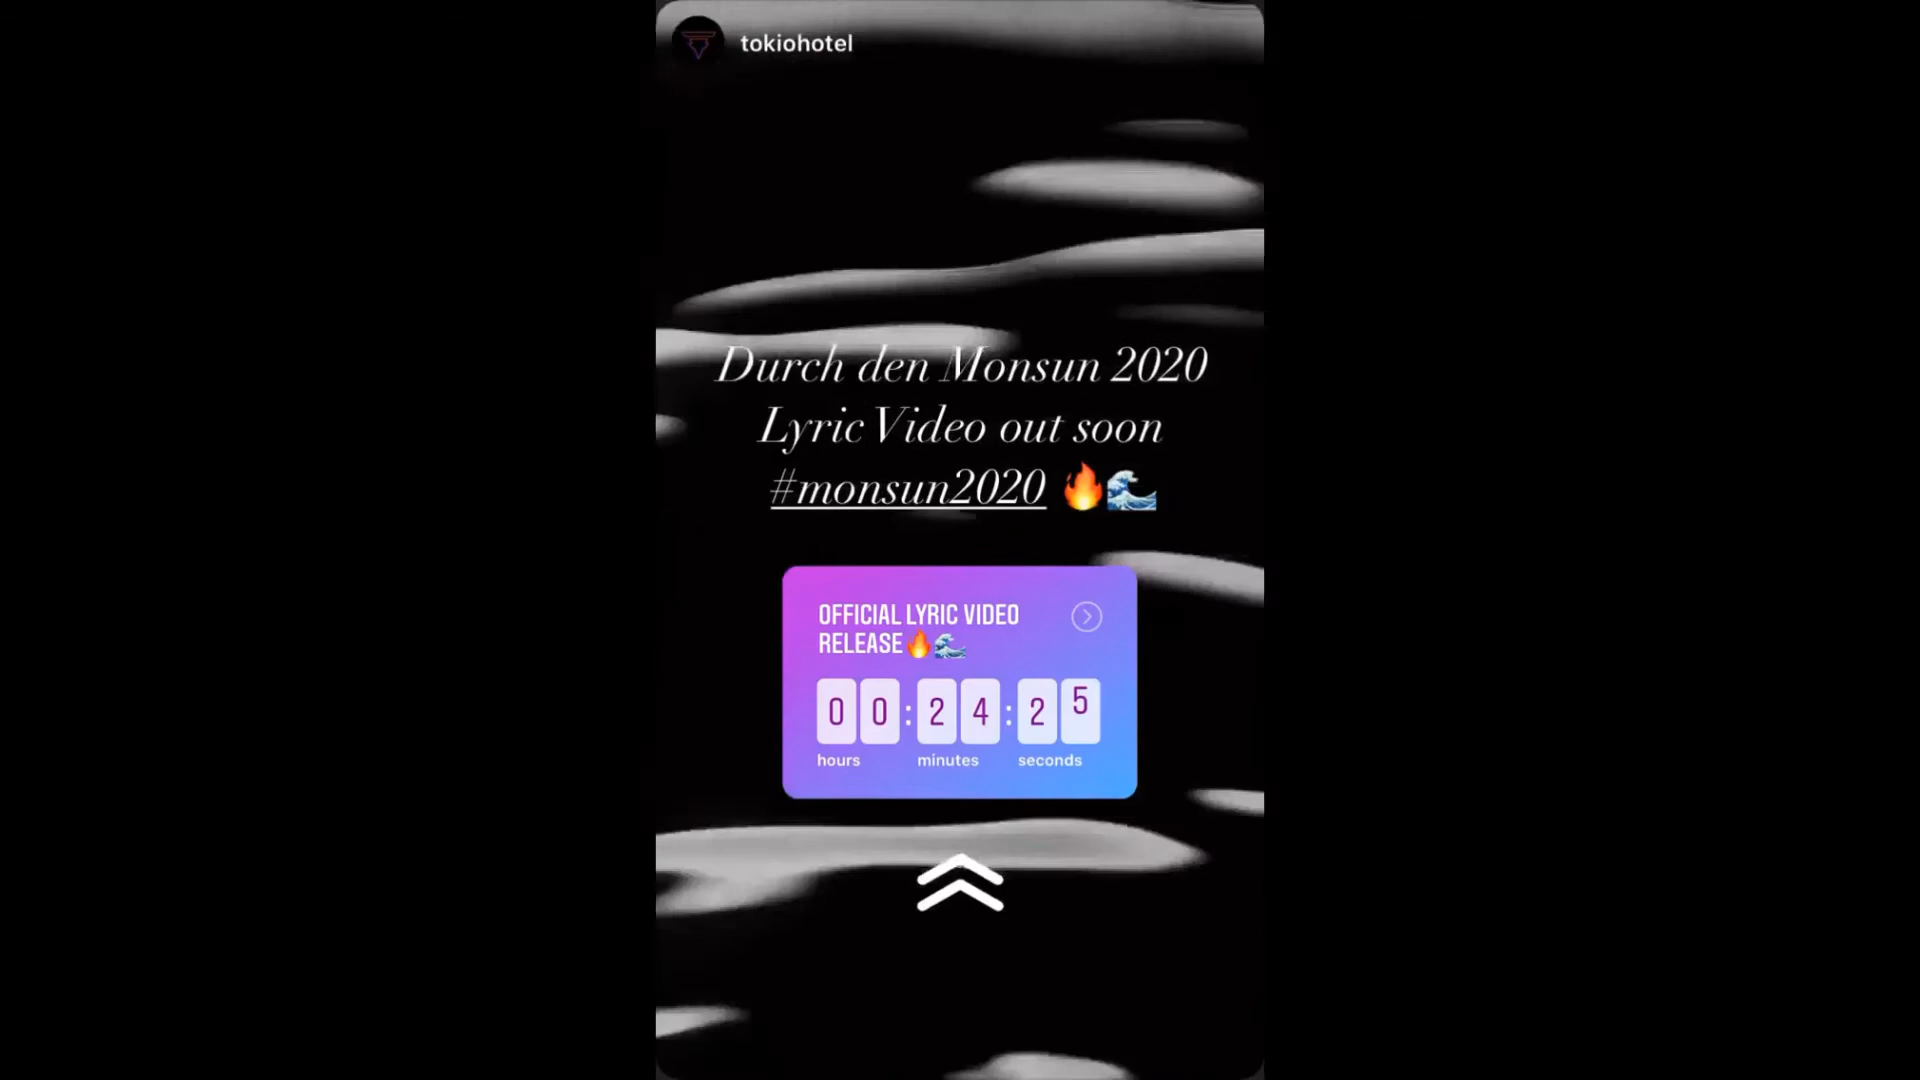 tokiohotel
Durch den Monsun 2020
Lyric Video out soon
#monsun2020 🔥🌊
OFFICIAL LYRIC VIDEO
RELEASE🔥🌊
00:24:25
hours minutes seconds